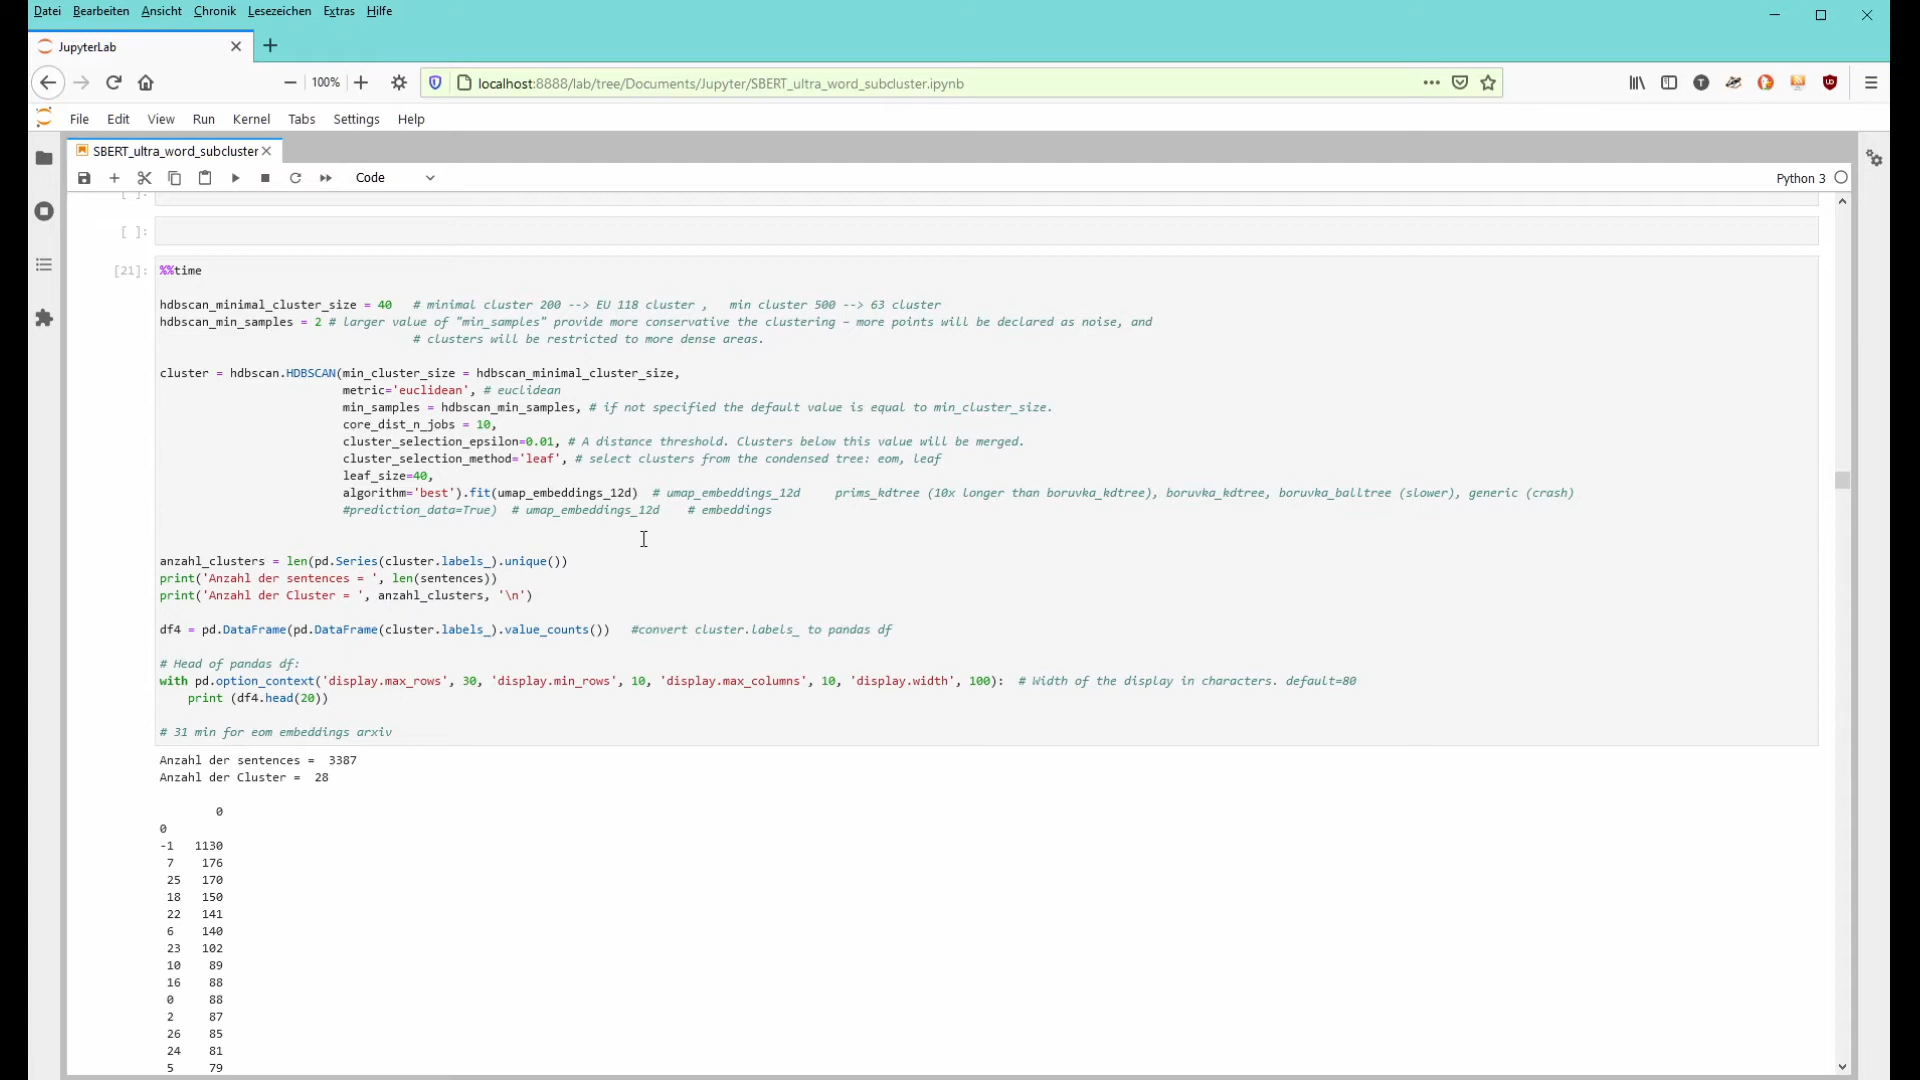 Datei Bearbeiten Ansicht Chronik Lesezeichen Extras Hilfe
JupyterLab
100%
localhost:8888/lab/tree/Documents/Jupyter/SBERT_ultra_word_subcluster.ipynb
File Edit View Run Kernel Tabs Settings Help
SBERT_ultra_word_subcluster
Code
Python 3
[ ]:
[ ]:
[21]:
%%time
hdbscan_minimal_cluster_size = 40 # minimal cluster 200 --> EU 118 cluster , min cluster 500 --> 63 cluster
hdbscan_min_samples = 2 # larger value of "min_samples" provide more conservative the clustering – more points will be declared as noise, and
# clusters will be restricted to more dense areas.
cluster = hdbscan.HDBSCAN(min_cluster_size = hdbscan_minimal_cluster_size,
metric='euclidean', # euclidean
min_samples = hdbscan_min_samples, # if not specified the default value is equal to min_cluster_size.
core_dist_n_jobs = 10,
cluster_selection_epsilon=0.01, # A distance threshold. Clusters below this value will be merged.
cluster_selection_method='leaf', # select clusters from the condensed tree: eom, leaf
leaf_size=40,
algorithm='best').fit(umap_embeddings_12d) # umap_embeddings_12d prims_kdtree (10x longer than boruvka_kdtree), boruvka_kdtree, boruvka_balltree (slower), generic (crash)
#prediction_data=True) # umap_embeddings_12d # embeddings
anzahl_clusters = len(pd.Series(cluster.labels_).unique())
print('Anzahl der sentences = ', len(sentences))
print('Anzahl der Cluster = ', anzahl_clusters, '\n')
df4 = pd.DataFrame(pd.DataFrame(cluster.labels_).value_counts()) #convert cluster.labels_ to pandas df
# Head of pandas df:
with pd.option_context('display.max_rows', 30, 'display.min_rows', 10, 'display.max_columns', 10, 'display.width', 100): # Width of the display in characters. default=80
print (df4.head(20))
# 31 min for eom embeddings arxiv
Anzahl der sentences = 3387
Anzahl der Cluster = 28
0
0
-1 1130
7 176
25 170
18 150
22 141
6 140
23 102
10 89
16 88
0 88
2 87
26 85
24 81
5 79